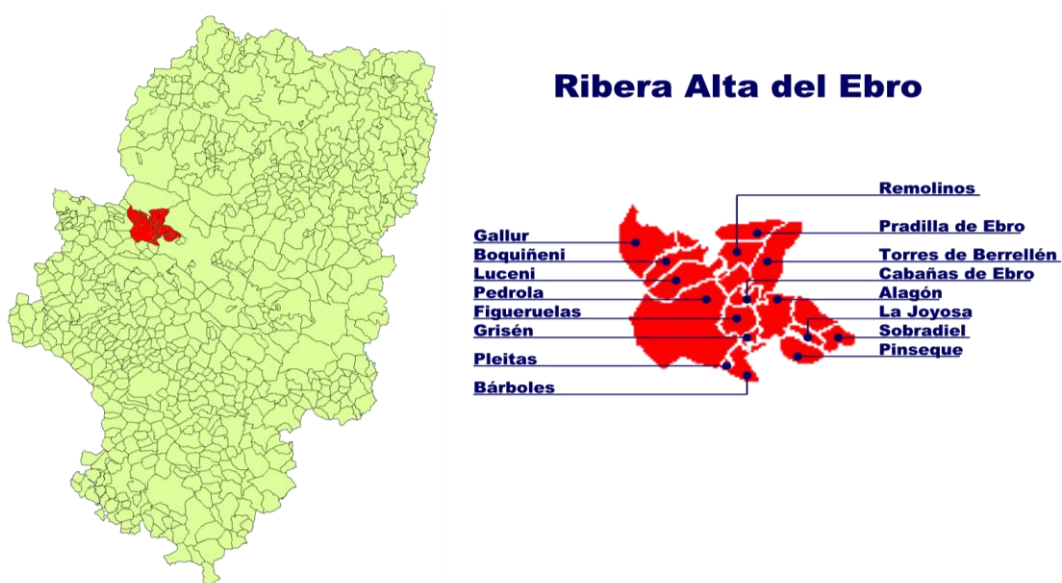 Ribera Alta del Ebro
Gallur
Boquiñeni
Luceni
Pedrola
Figueruelas
Grisén
Pleitas
Bárboles
Remolinos
Pradilla de Ebro
Torres de Berrellén
Cabañas de Ebro
Alagón
La Joyosa
Sobradiel
Pinseque